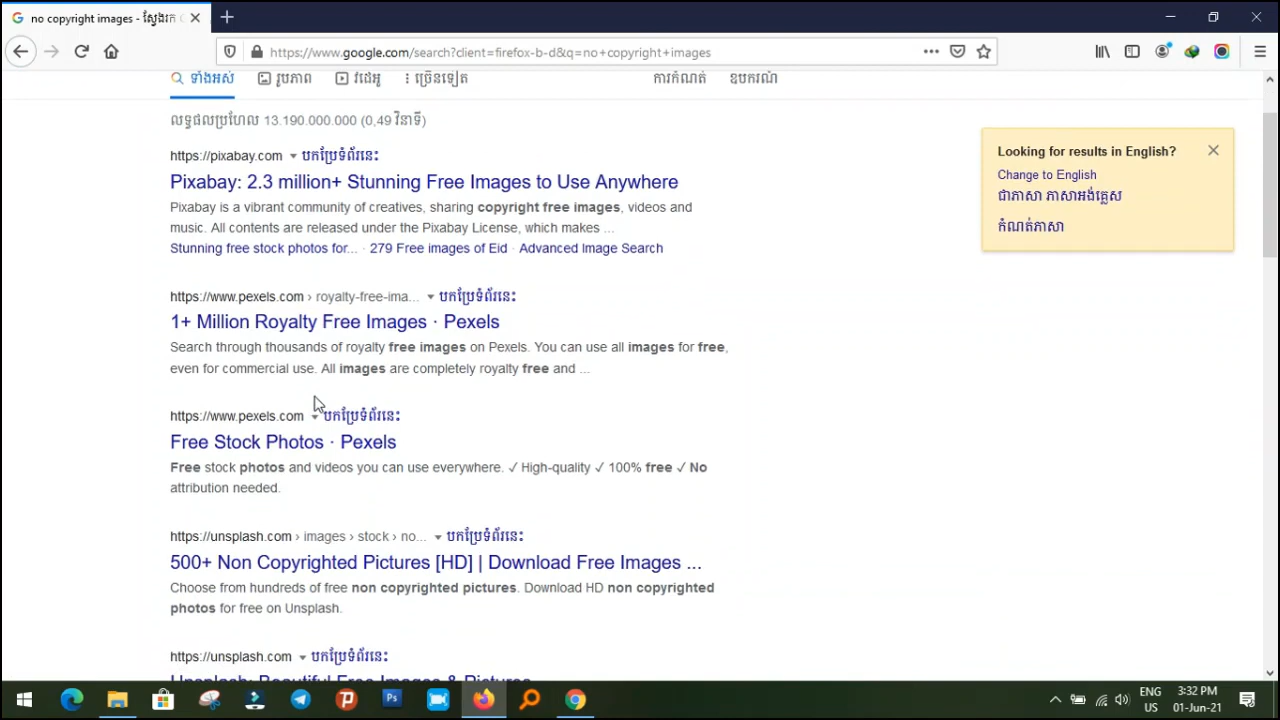 no copyright images - ស្វែងរក
https://www.google.com/search?client=firefox-b-d&q=no+copyright+images
ទាំងអស់ រូបភាព វីដេអូ ច្រើនទៀត ការកំណត់ ឧបករណ៍
លទ្ធផលប្រហែល 13.190.000.000 (0,49 វិនាទី)
https://pixabay.com បកប្រែទំព័រនេះ
Pixabay: 2.3 million+ Stunning Free Images to Use Anywhere
Pixabay is a vibrant community of creatives, sharing copyright free images, videos and
music. All contents are released under the Pixabay License, which makes ...
Stunning free stock photos for... · 279 Free images of Eid · Advanced Image Search
Looking for results in English?
Change to English
ជាភាសា ភាសាអង់គ្លេស
កំណត់ភាសា
https://www.pexels.com › royalty-free-ima... បកប្រែទំព័រនេះ
1+ Million Royalty Free Images · Pexels
Search through thousands of royalty free images on Pexels. You can use all images for free,
even for commercial use. All images are completely royalty free and ...
https://www.pexels.com បកប្រែទំព័រនេះ
Free Stock Photos · Pexels
Free stock photos and videos you can use everywhere. ✓ High-quality ✓ 100% free ✓ No
attribution needed.
https://unsplash.com › images › stock › no... បកប្រែទំព័រនេះ
500+ Non Copyrighted Pictures [HD] | Download Free Images ...
Choose from hundreds of free non copyrighted pictures. Download HD non copyrighted
photos for free on Unsplash.
https://unsplash.com បកប្រែទំព័រនេះ
Unsplash: Beautiful Free Images & Pictures
Ps
ENG
US
3:32 PM
01-Jun-21